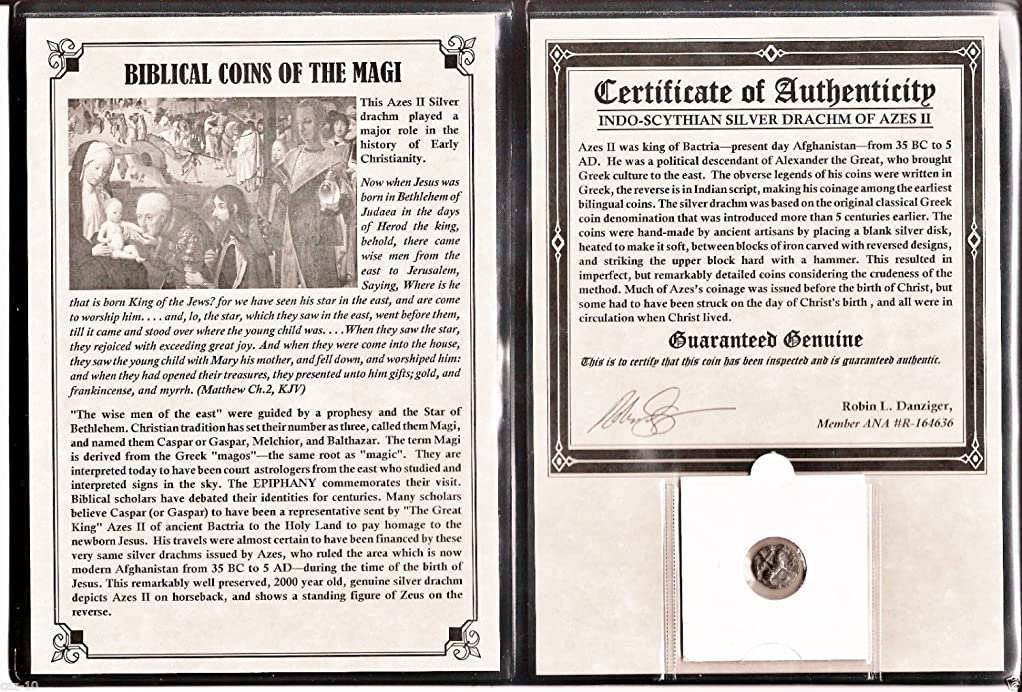 BIBLICAL COINS OF THE MAGI
This Azes II Silver
drachm played a
major role in the
history of Early
Christianity.
Now when Jesus was
born in Bethlehem of
Judaea in the days
of Herod the king,
behold, there came
wise men from the
east to Jerusalem,
Saying, Where is he
that is born King of the Jews? for we have seen his star in the east, and are come
to worship him. . . . and, lo, the star, which they saw in the east, went before them,
till it came and stood over where the young child was. . . .When they saw the star,
they rejoiced with exceeding great joy. And when they were come into the house,
they saw the young child with Mary his mother, and fell down, and worshiped him:
and when they had opened their treasures, they presented unto him gifts; gold, and
frankincense, and myrrh. (Matthew Ch.2, KJV)
"The wise men of the east" were guided by a prophesy and the Star of
Bethlehem. Christian tradition has set their number as three, called them Magi,
and named them Caspar or Gaspar, Melchior, and Balthazar. The term Magi
is derived from the Greek "magos"—the same root as "magic". They are
interpreted today to have been court astrologers from the east who studied and
interpreted signs in the sky. The EPIPHANY commemorates their visit.
Biblical scholars have debated their identities for centuries. Many scholars
believe Caspar (or Gaspar) to have been a representative sent by "The Great
King" Azes II of ancient Bactria to the Holy Land to pay homage to the
newborn Jesus. His travels were almost certain to have been financed by these
very same silver drachms issued by Azes, who ruled the area which is now
modern Afghanistan from 35 BC to 5 AD—during the time of the birth of
Jesus. This remarkably well preserved, 2000 year old, genuine silver drachm
depicts Azes II on horseback, and shows a standing figure of Zeus on the
reverse.
Certificate of Authenticity
INDO-SCYTHIAN SILVER DRACHM OF AZES II
Azes II was king of Bactria—present day Afghanistan—from 35 BC to 5
AD. He was a political descendant of Alexander the Great, who brought
Greek culture to the east. The obverse legends of his coins were written in
Greek, the reverse is in Indian script, making his coinage among the earliest
bilingual coins. The silver drachm was based on the original classical Greek
coin denomination that was introduced more than 5 centuries earlier. The
coins were hand-made by ancient artisans by placing a blank silver disk,
heated to make it soft, between blocks of iron carved with reversed designs,
and striking the upper block hard with a hammer. This resulted in
imperfect, but remarkably detailed coins considering the crudeness of the
method. Much of Azes's coinage was issued before the birth of Christ, but
some had to have been struck on the day of Christ's birth , and all were in
circulation when Christ lived.
Guaranteed Genuine
This is to certify that this coin has been inspected and is guaranteed authentic.
Robin L. Danziger,
Member ANA #R-164636